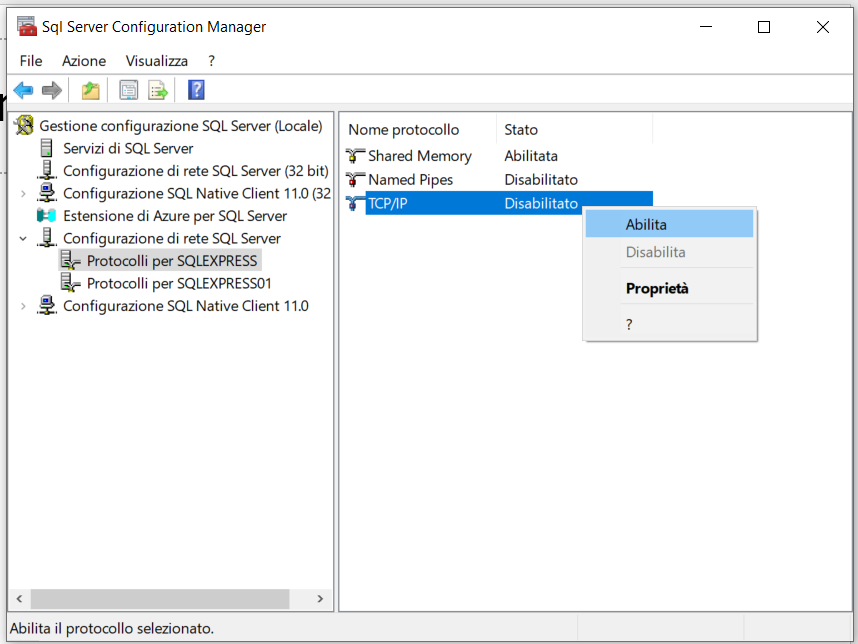 Sql Server Configuration Manager
File Azione Visualizza ?
Gestione configurazione SQL Server (Locale)
Servizi di SQL Server
Configurazione di rete SQL Server (32 bit)
Configurazione SQL Native Client 11.0 (32
Estensione di Azure per SQL Server
Configurazione di rete SQL Server
Protocolli per SQLEXPRESS
Protocolli per SQLEXPRESS01
Configurazione SQL Native Client 11.0
Nome protocollo Stato
Shared Memory Abilitata
Named Pipes Disabilitato
TCP/IP Disabilitato
Abilita
Disabilita
Proprietà
?
Abilita il protocollo selezionato.